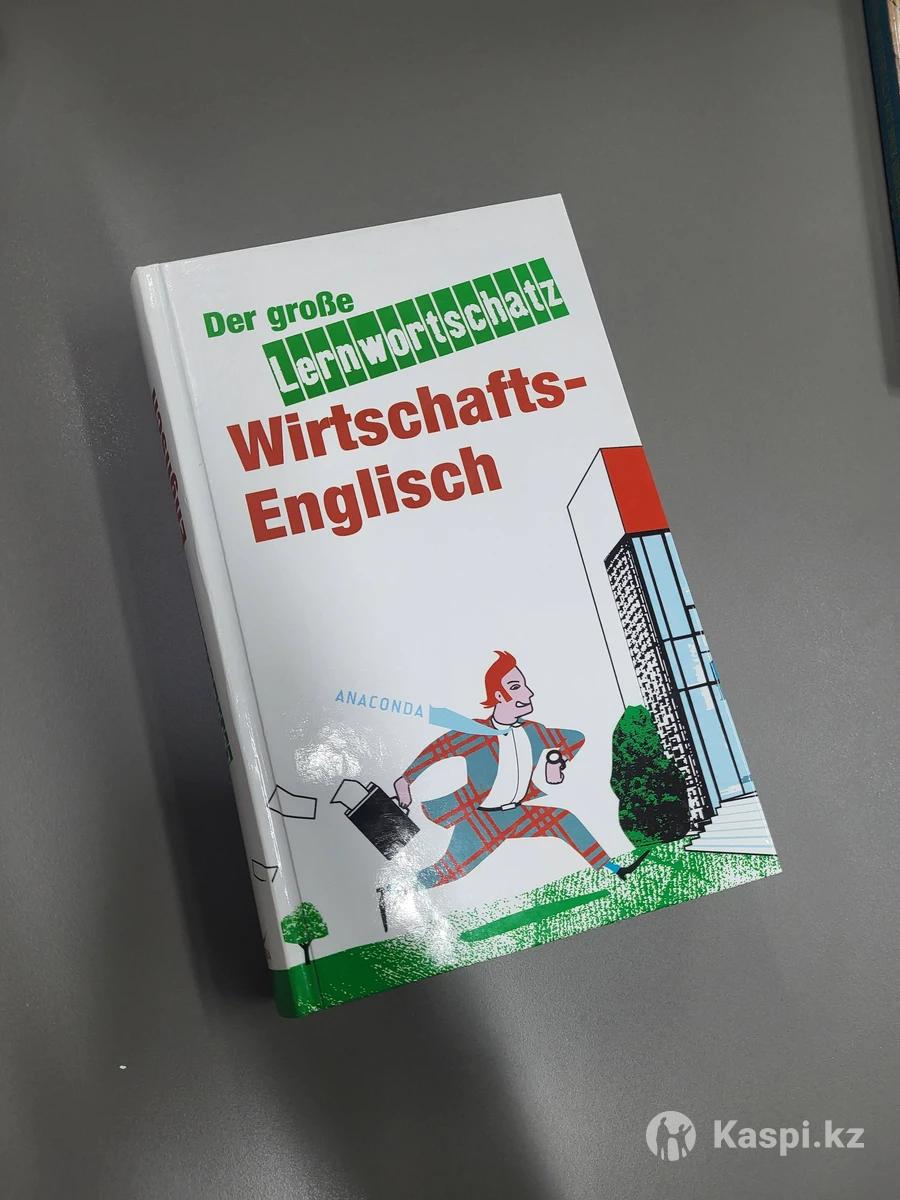 Der große
Lernwortschatz
Wirtschafts-
Englisch
ANACONDA
Kaspi.kz